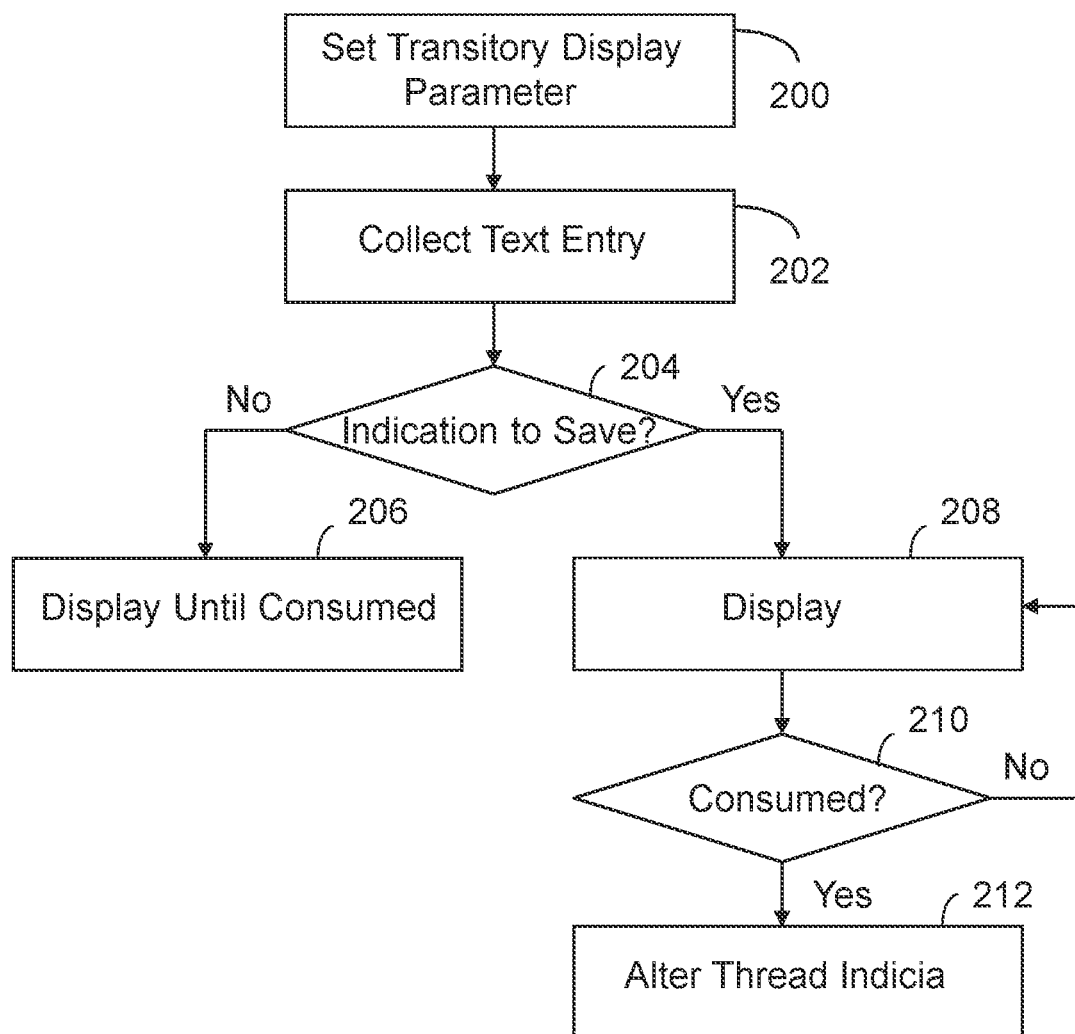 Set Transitory Display
Parameter
200
Collect Text Entry
202
204
No
Yes
Indication to Save?
206
208
Display Until Consumed
Display
210
No
Consumed?
Yes
212
Alter Thread Indicia